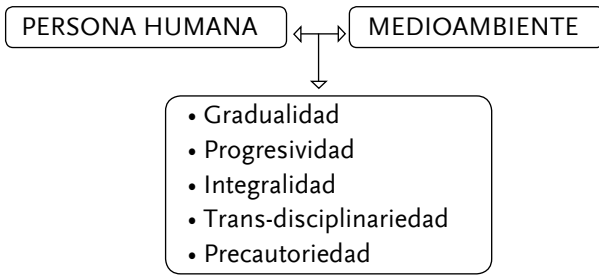 PERSONA HUMANA
MEDIOAMBIENTE
• Gradualidad
• Progresividad
• Integralidad
• Trans-disciplinariedad
• Precautoriedad